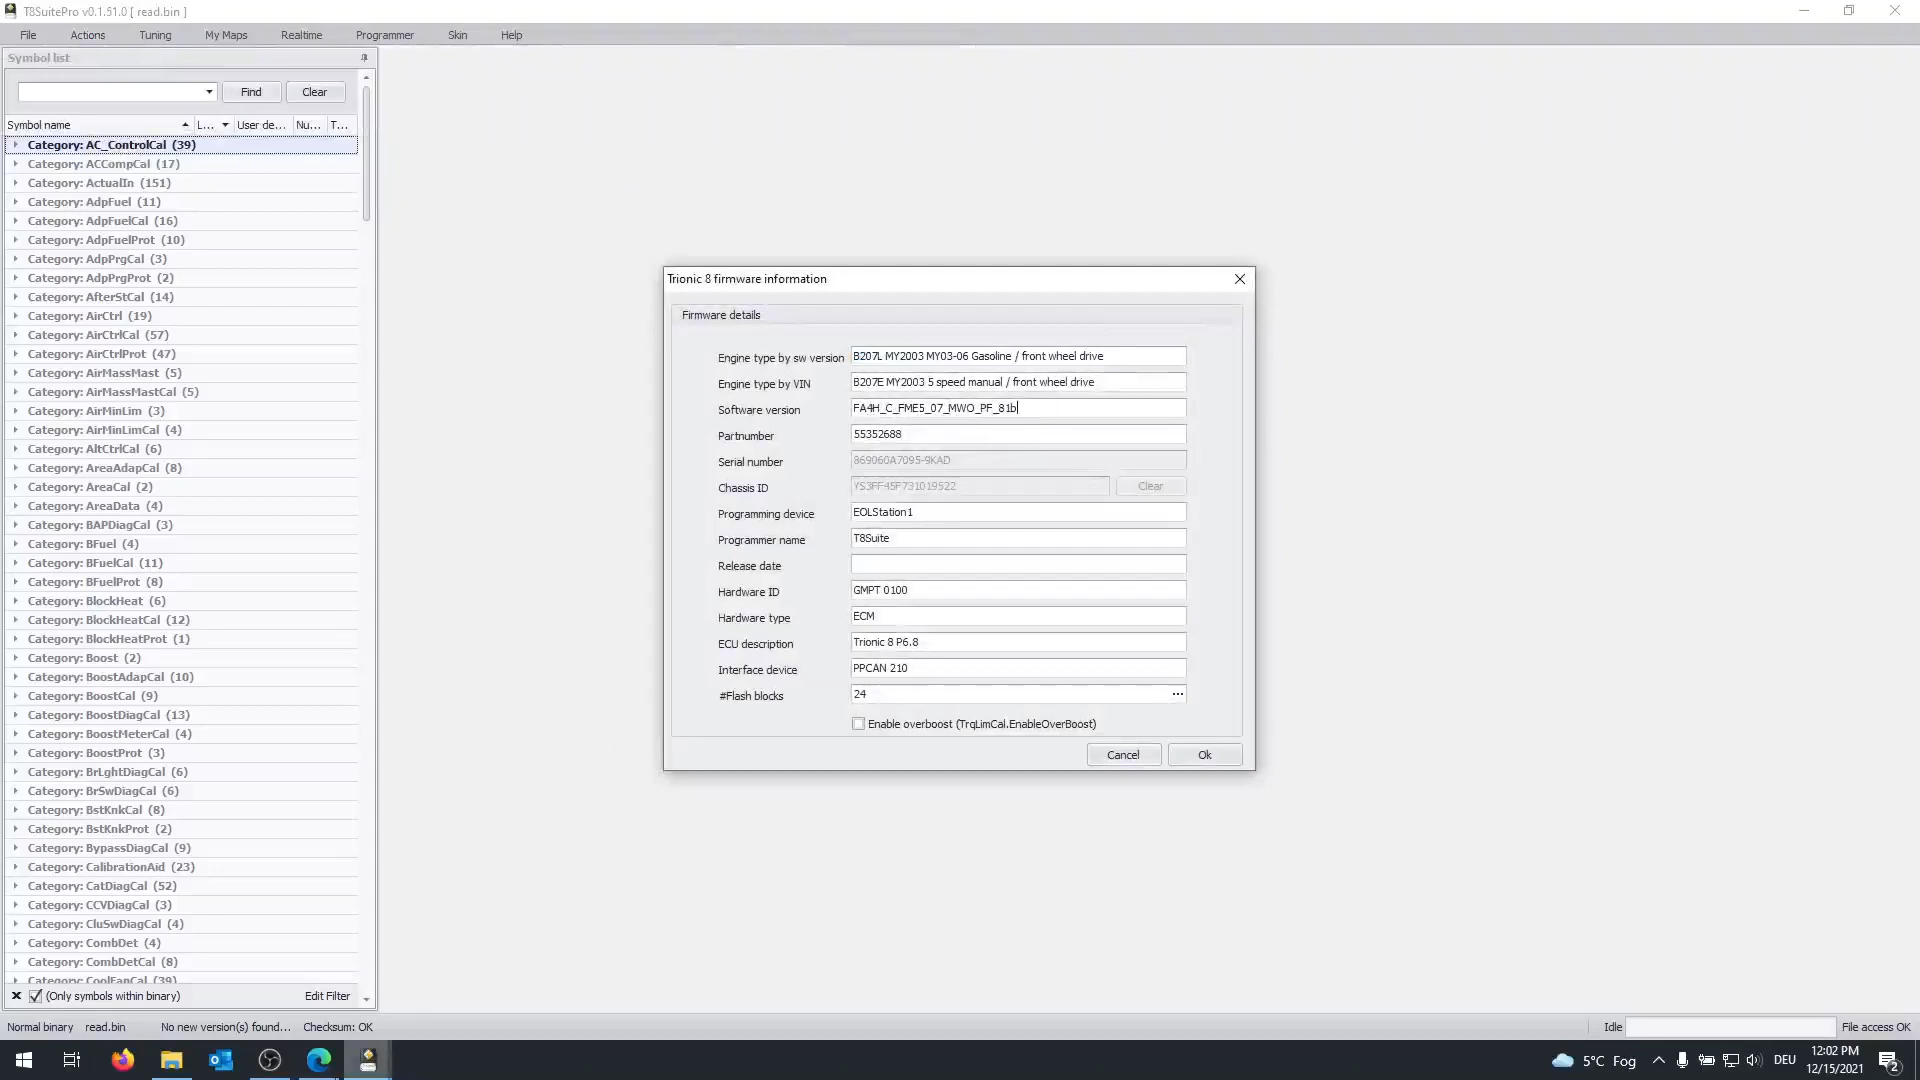 T8SuitePro v0.1.51.0 [ read.bin ]
File Actions Tuning My Maps Realtime Programmer Skin Help
Symbol list
Find Clear
Symbol name L... User de... Nu... T...
Category: AC_ControlCal (39)
Category: ACCompCal (17)
Category: ActualIn (151)
Category: AdpFuel (11)
Category: AdpFuelCal (16)
Category: AdpFuelProt (10)
Category: AdpPrgCal (3)
Category: AdpPrgProt (2)
Category: AfterStCal (14)
Category: AirCtrl (19)
Category: AirCtrlCal (57)
Category: AirCtrlProt (47)
Category: AirMassMast (5)
Category: AirMassMastCal (5)
Category: AirMinLim (3)
Category: AirMinLimCal (4)
Category: AltCtrlCal (6)
Category: AreaAdapCal (8)
Category: AreaCal (2)
Category: AreaData (4)
Category: BAPDiagCal (3)
Category: BFuel (4)
Category: BFuelCal (11)
Category: BFuelProt (8)
Category: BlockHeat (6)
Category: BlockHeatCal (12)
Category: BlockHeatProt (1)
Category: Boost (2)
Category: BoostAdapCal (10)
Category: BoostCal (9)
Category: BoostDiagCal (13)
Category: BoostMeterCal (4)
Category: BoostProt (3)
Category: BrLghtDiagCal (6)
Category: BrSwDiagCal (6)
Category: BstKnkCal (8)
Category: BstKnkProt (2)
Category: BypassDiagCal (9)
Category: CalibrationAid (23)
Category: CatDiagCal (52)
Category: CCVDiagCal (3)
Category: CluSwDiagCal (4)
Category: CombDet (4)
Category: CombDetCal (8)
Category: CoolFanCal (39)
(Only symbols within binary) Edit Filter
Trionic 8 firmware information
Firmware details
Engine type by sw version B207L MY2003 MY03-06 Gasoline / front wheel drive
Engine type by VIN B207E MY2003 5 speed manual / front wheel drive
Software version FA4H_C_FME5_07_MWO_PF_81b
Partnumber 55352688
Serial number 869060A7095-9KAD
Chassis ID YS3FF45F731019522 Clear
Programming device EOLStation1
Programmer name T8Suite
Release date
Hardware ID GMPT 0100
Hardware type ECM
ECU description Trionic 8 P6.8
Interface device PPCAN 210
#Flash blocks 24 ...
Enable overboost (TrqLimCal.EnableOverBoost)
Cancel Ok
Normal binary read.bin No new version(s) found... Checksum: OK Idle File access OK
5°C Fog DEU 12:02 PM
12/15/2021
2